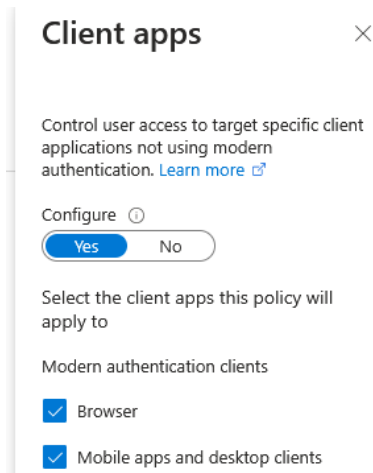 Client apps
Control user access to target specific client
applications not using modern
authentication. Learn more
Configure
Yes No
Select the client apps this policy will
apply to
Modern authentication clients
Browser
Mobile apps and desktop clients